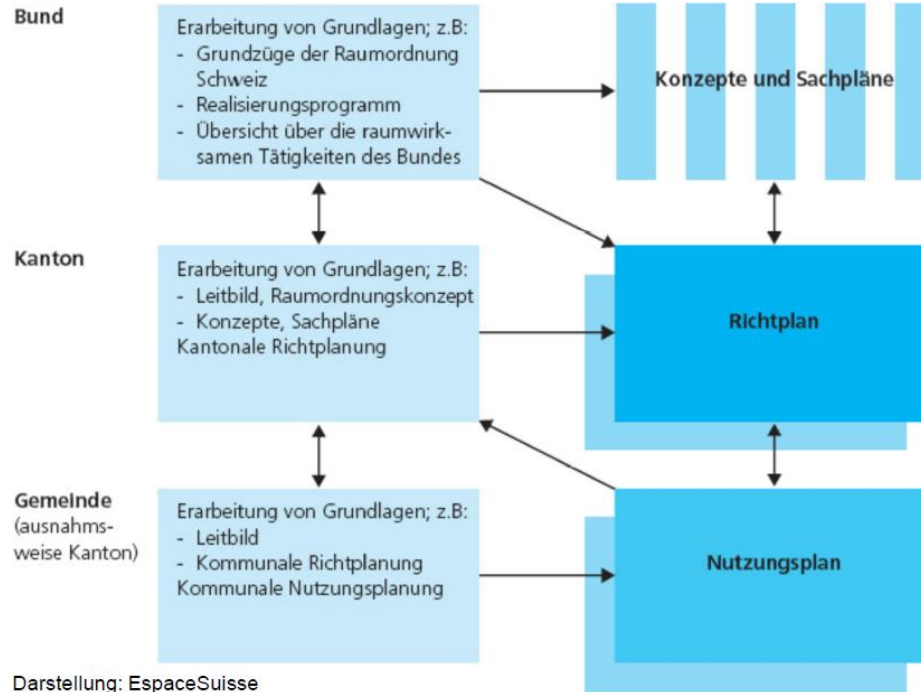 Bund
Erarbeitung von Grundlagen; z.B:
- Grundzüge der Raumordnung
Schweiz
- Realisierungsprogramm
- Übersicht über die raumwirk-
samen Tätigkeiten des Bundes
Konzepte und Sachpläne
Kanton
Erarbeitung von Grundlagen; z.B:
- Leitbild, Raumordnungskonzept
- Konzepte, Sachpläne
Kantonale Richtplanung
Richtplan
Gemeinde
(ausnahms-
weise Kanton)
Erarbeitung von Grundlagen; z.B:
- Leitbild
- Kommunale Richtplanung
Kommunale Nutzungsplanung
Nutzungsplan
Darstellung: EspaceSuisse